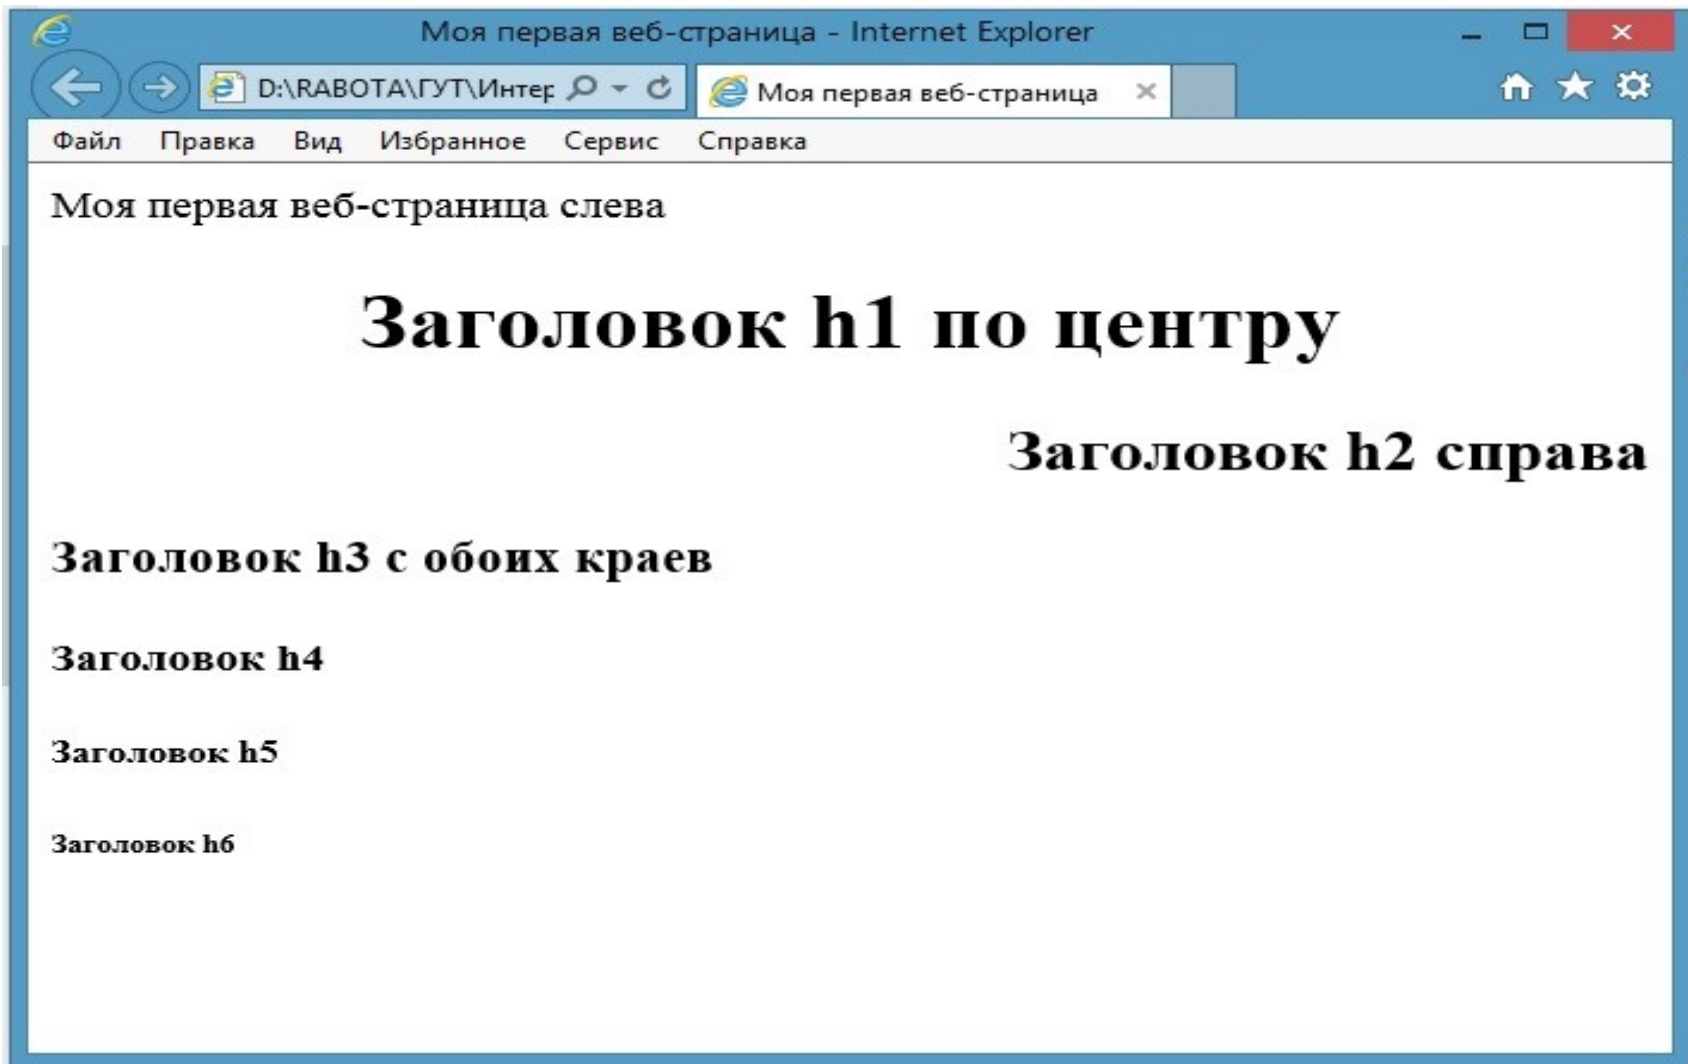 Моя первая веб-страница - Internet Explorer
D:\RABOTA\ГУТ\Интер
Моя первая веб-страница
Файл Правка Вид Избранное Сервис Справка
Моя первая веб-страница слева
Заголовок h1 по центру
Заголовок h2 справа
Заголовок h3 с обоих краев
Заголовок h4
Заголовок h5
Заголовок h6